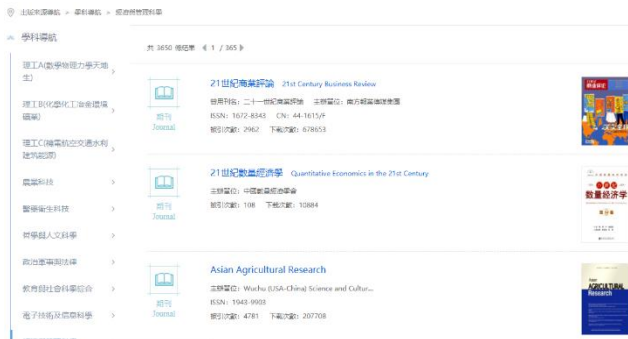 主版來源導航 > 學科導航 > 經濟與管理科學
學科導航
共 3650 條結果 1 / 365
理工A(數學物理力學天地生)
理工B(化學化工冶金環境礦業)
理工C(機電航空交通水利建筑能源)
農業科技
醫藥衛生科技
哲學與人文科學
政治軍事與法律
教育與社會科學綜合
電子技術及信息科學
期刊
Journal
21世紀商業評論 21st Century Business Review
曾用刊名: 二十一世紀商業評論 主辦單位: 南方報業傳媒集團
ISSN: 1672-8343 CN: 44-1615/F
被引次數: 2962 下載次數: 678653
期刊
Journal
21世紀數量經濟學 Quantitative Economics in the 21st Century
主辦單位: 中國數量經濟學會
被引次數: 108 下載次數: 10884
数量经济学
期刊
Journal
Asian Agricultural Research
主辦單位: Wuchu (USA-China) Science and Cultur...
ISSN: 1943-9903
被引次數: 4781 下載次數: 207708
AGRICULTURAL
Research